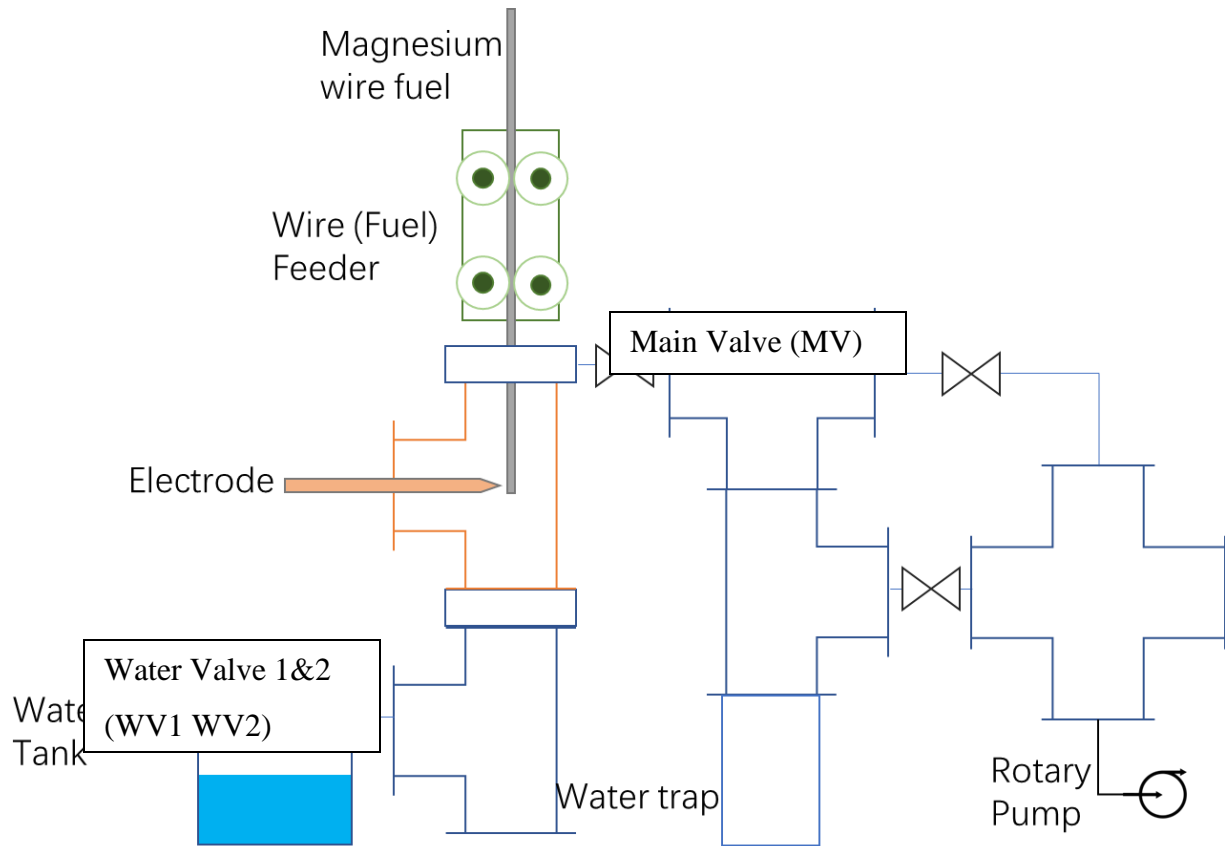 Magnesium
wire fuel
Wire (Fuel)
Feeder
Main Valve (MV)
Electrode
Water Valve 1&2
(WV1 WV2)
Tank
Water trap
Rotary
Pump